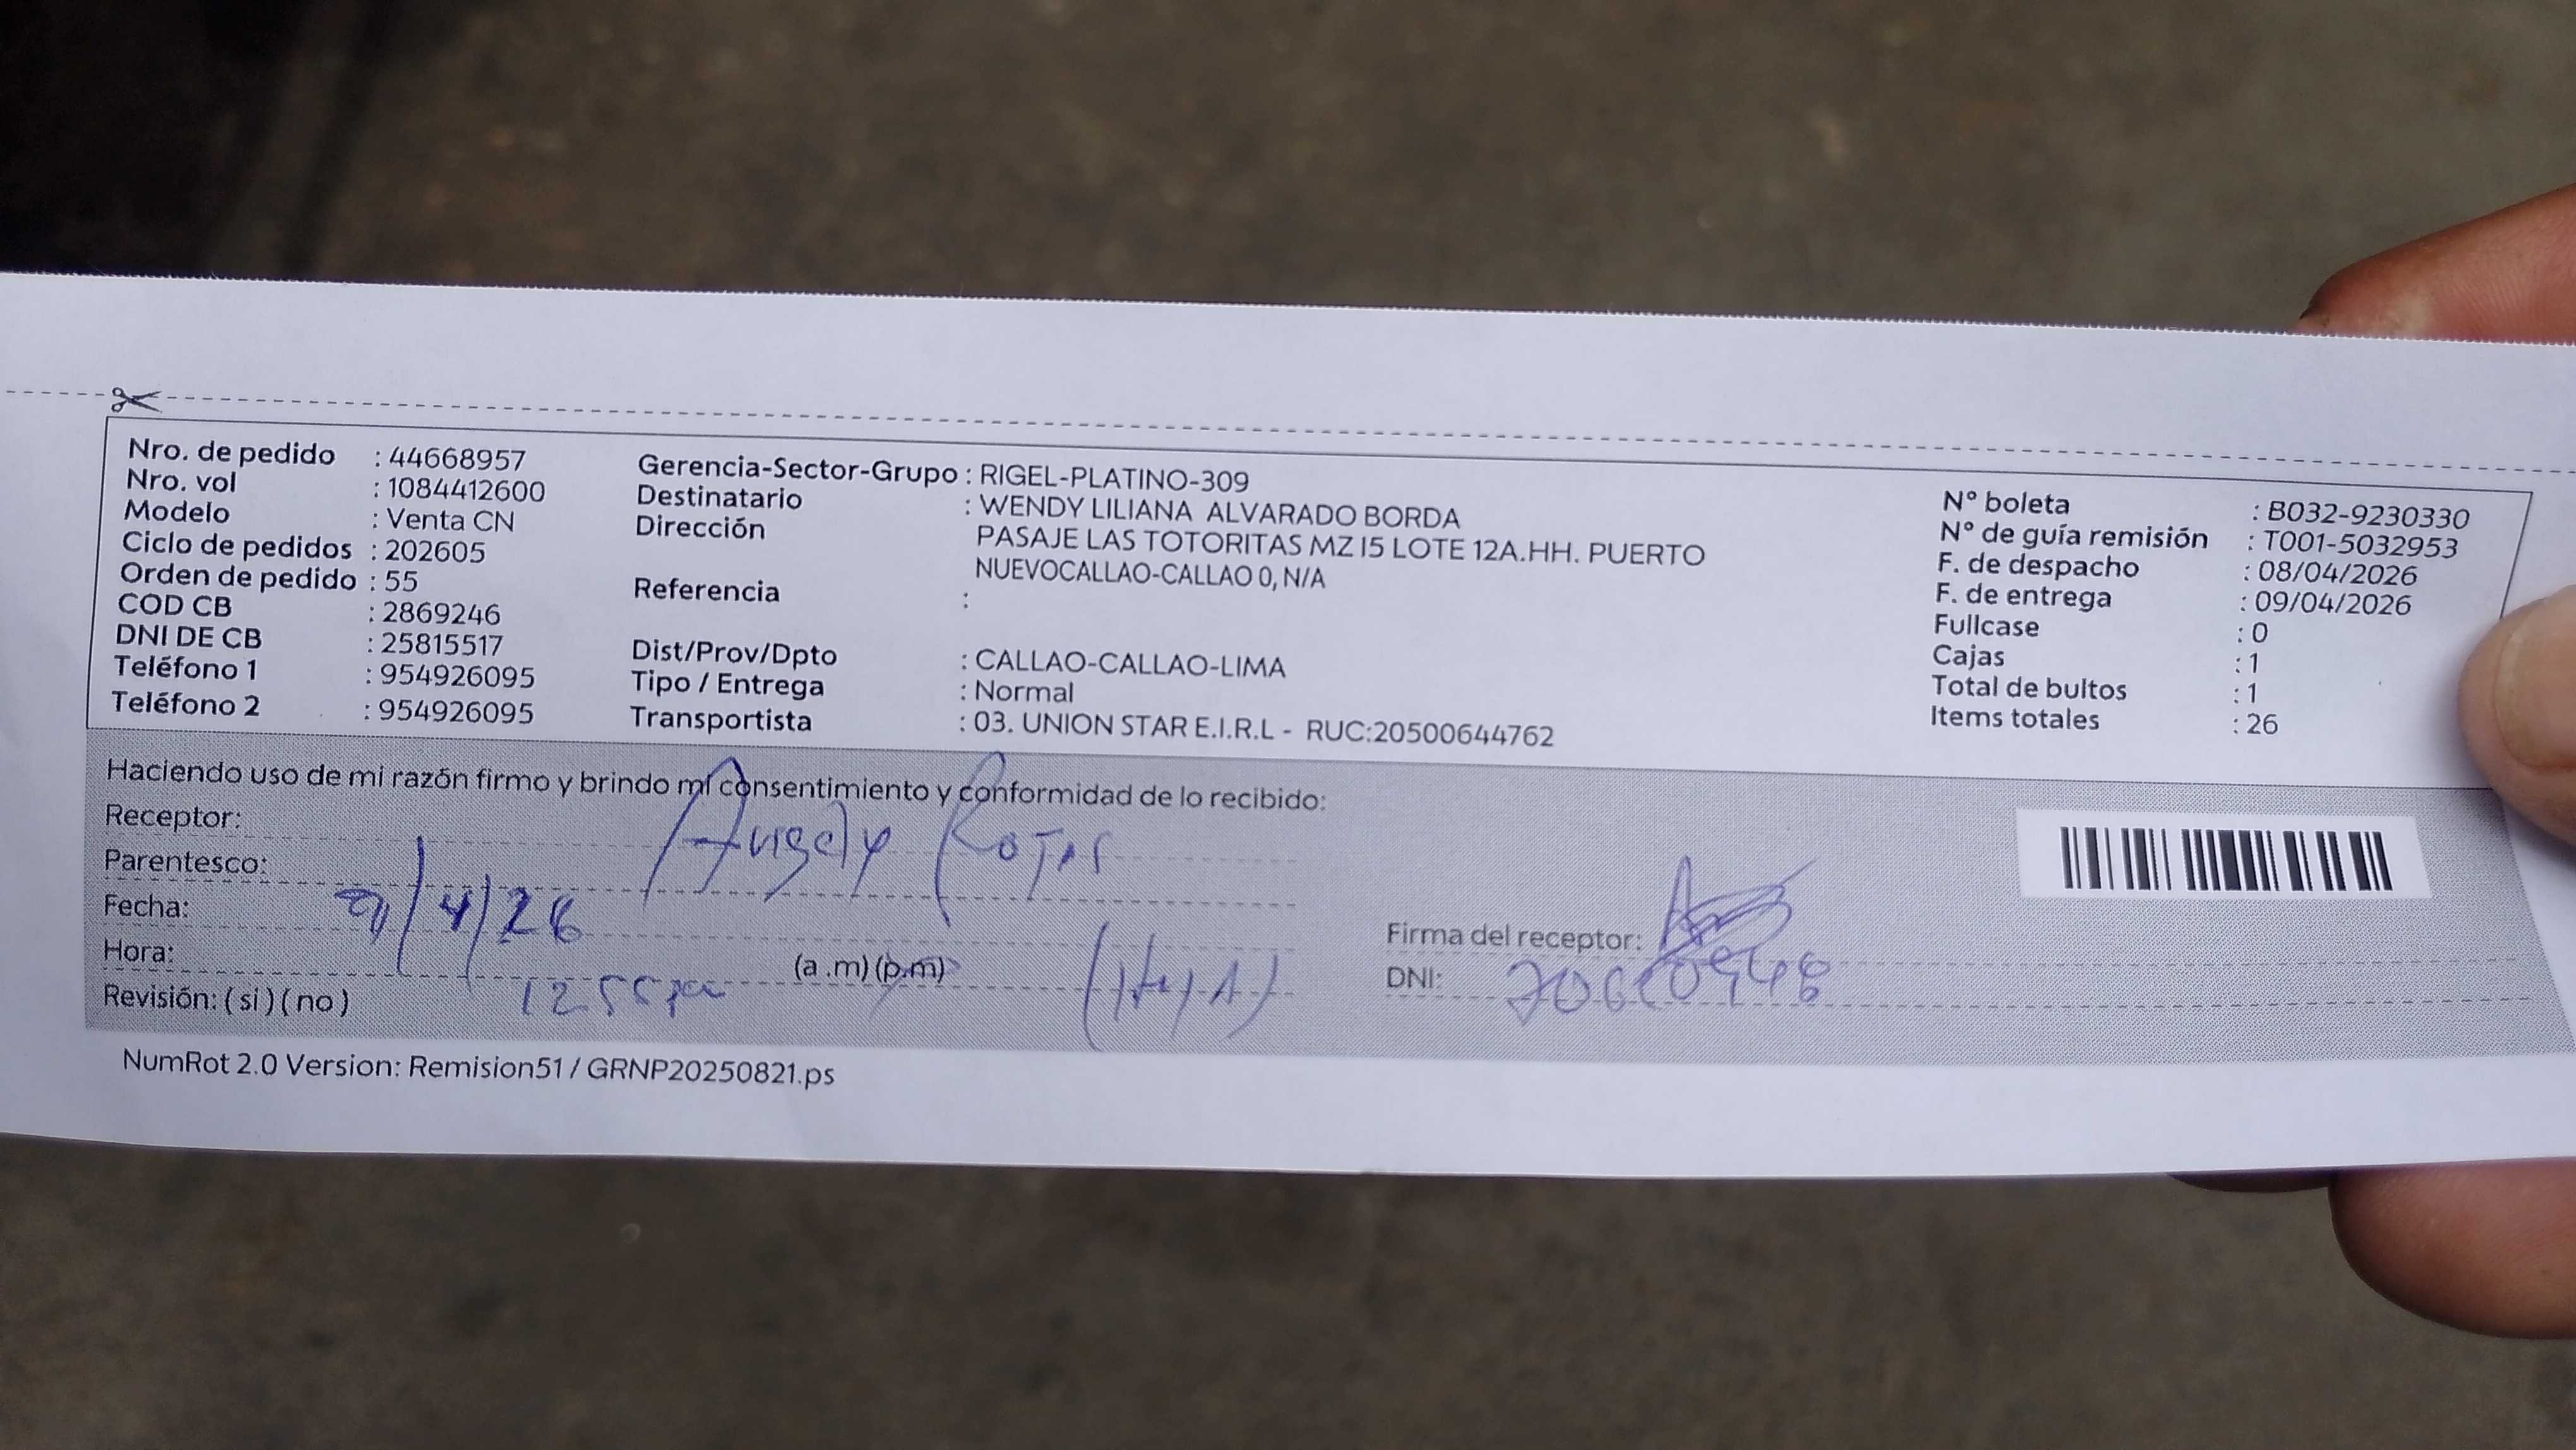 Nro. de pedido : 44668957
Nro. vol : 1084412600
Modelo : Venta CN
Ciclo de pedidos : 202605
Orden de pedido : 55
COD CB : 2869246
DNI DE CB : 25815517
Teléfono 1 : 954926095
Teléfono 2 : 954926095
Gerencia-Sector-Grupo : RIGEL-PLATINO-309
Destinatario : WENDY LILIANA ALVARADO BORDA
Dirección PASAJE LAS TOTORITAS MZ I5 LOTE 12A.HH. PUERTO
NUEVOCALLAO-CALLAO 0, N/A
Referencia :
Dist/Prov/Dpto : CALLAO-CALLAO-LIMA
Tipo / Entrega : Normal
Transportista : 03. UNION STAR E.I.R.L - RUC:20500644762
N° boleta : B032-9230330
N° de guía remisión : T001-5032953
F. de despacho : 08/04/2026
F. de entrega : 09/04/2026
Fullcase : 0
Cajas : 1
Total de bultos : 1
Items totales : 26
Haciendo uso de mi razón firmo y brindo mi consentimiento y conformidad de lo recibido:
Receptor: Angely Rojas
Parentesco:
Fecha: 9/4/26
Hora: 12 55 pm (a .m) (p.m)
Revisión: ( si ) ( no )
Firma del receptor:
DNI:
NumRot 2.0 Version: Remision51 / GRNP20250821.ps